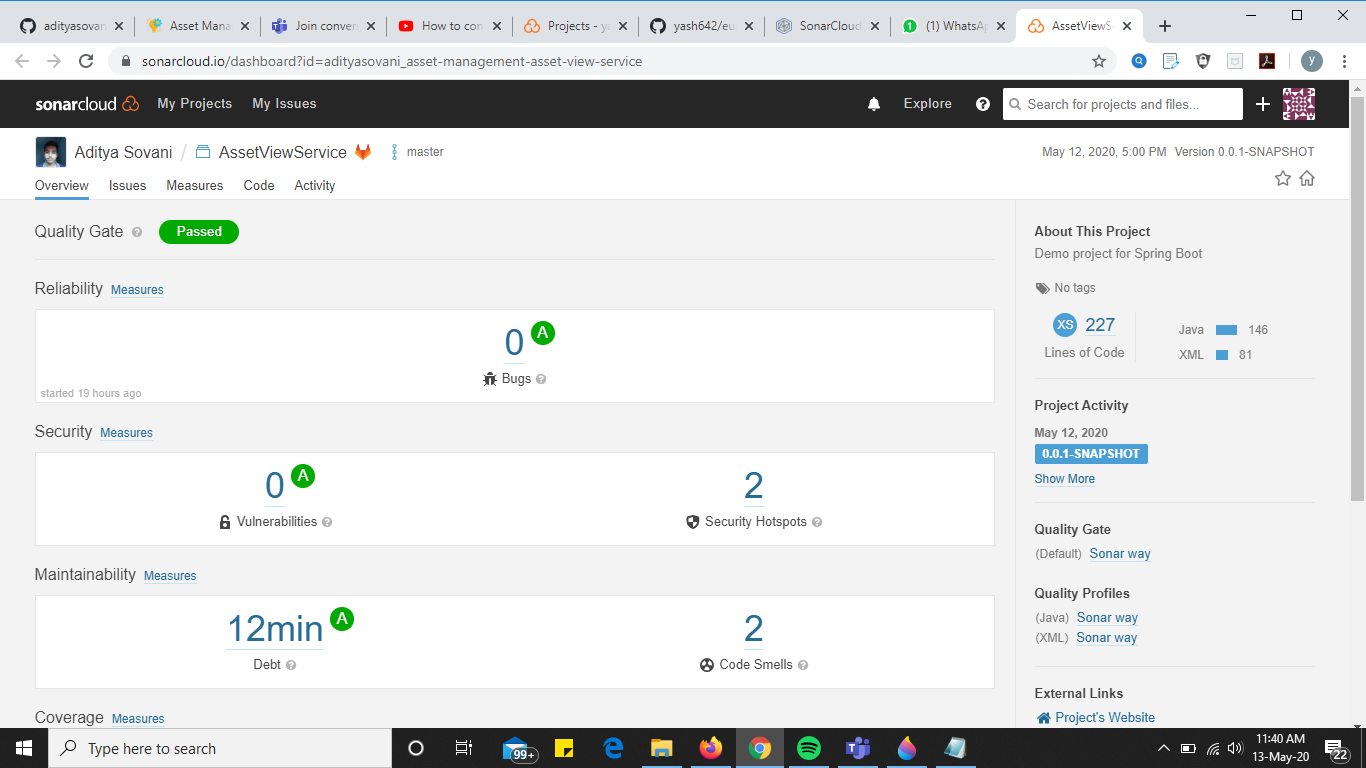 adityasovan
Asset Mana
Join conver
How to con
Projects - ya
yash642/eu
SonarCloud
(1) WhatsAp
AssetViewS
sonarcloud.io/dashboard?id=adityasovani_asset-management-asset-view-service
y
sonarcloud My Projects My Issues Explore Search for projects and files...
Aditya Sovani / AssetViewService master
May 12, 2020, 5:00 PM Version 0.0.1-SNAPSHOT
Overview Issues Measures Code Activity
Quality Gate Passed
Reliability Measures
0 A
Bugs
started 19 hours ago
Security Measures
0 A
Vulnerabilities
2
Security Hotspots
Maintainability Measures
12min A
Debt
2
Code Smells
Coverage Measures
About This Project
Demo project for Spring Boot
No tags
XS 227
Lines of Code
Java 146
XML 81
Project Activity
May 12, 2020
0.0.1-SNAPSHOT
Show More
Quality Gate
(Default) Sonar way
Quality Profiles
(Java) Sonar way
(XML) Sonar way
External Links
Project's Website
Type here to search
99+
11:40 AM
13-May-20
22